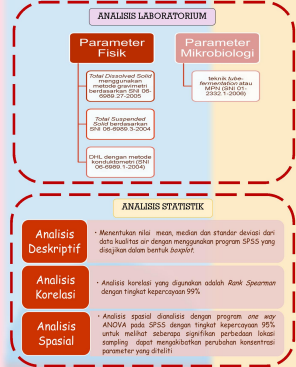 ANALISIS LABORATORIUM
Parameter
Fisik
Total Dissolved Solid
menggunakan
metode gravimetri
berdasarkan SNI 06-
6989.27-2005
Total Suspended
Solid berdasarkan
SNI 06-6989.3-2004
DHL dengan metode
konduktometri (SNI
06-6989.1-2004)
Parameter
Mikrobiologi
teknik tube-
fermentation atau
MPN (SNI 01-
2332.1-2006)
ANALISIS STATISTIK
Analisis
Deskriptif
• Menentukan nilai mean, median dan standar deviasi dari
data kualitas air dengan menggunakan program SPSS yang
disajikan dalam bentuk boxplot.
Analisis
Korelasi
• Analisis korelasi yang digunakan adalah Rank Spearman
dengan tingkat kepercayaan 99%
Analisis
Spasial
• Analisis spasial dianalisis dengan program one way
ANOVA pada SPSS dengan tingkat kepercayaan 95%
untuk melihat seberapa signifikan perbedaan lokasi
sampling dapat mengakibatkan perubahan konsentrasi
parameter yang diteliti